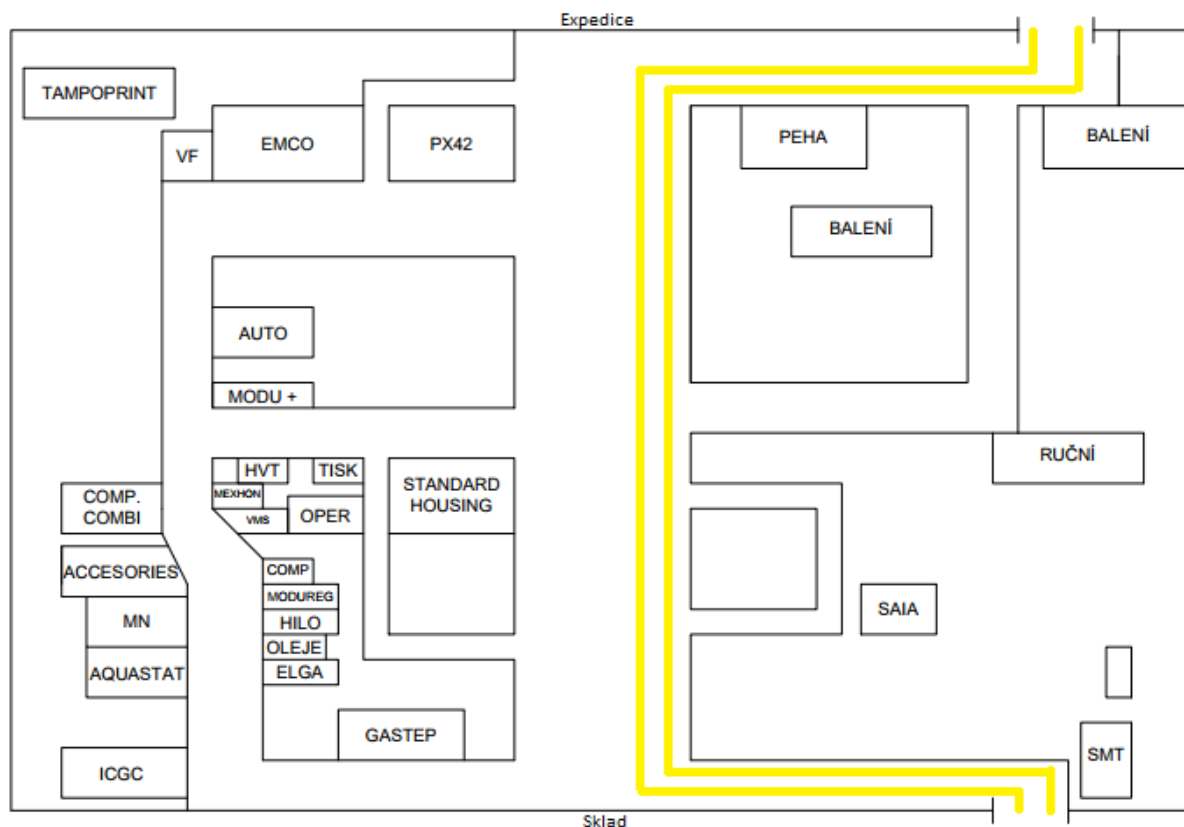 Expedice
TAMPOPRINT
VF
EMCO
PX42
PEHA
BALENÍ
BALENÍ
AUTO
MODU +
HVT
TISK
MEXHON
VMS
OPER
STANDARD
HOUSING
RUČNÍ
COMP.
COMBI
ACCESORIES
COMP
MODUREG
HILO
OLEJE
ELGA
MN
AQUASTAT
SAIA
GASTEP
SMT
ICGC
Sklad